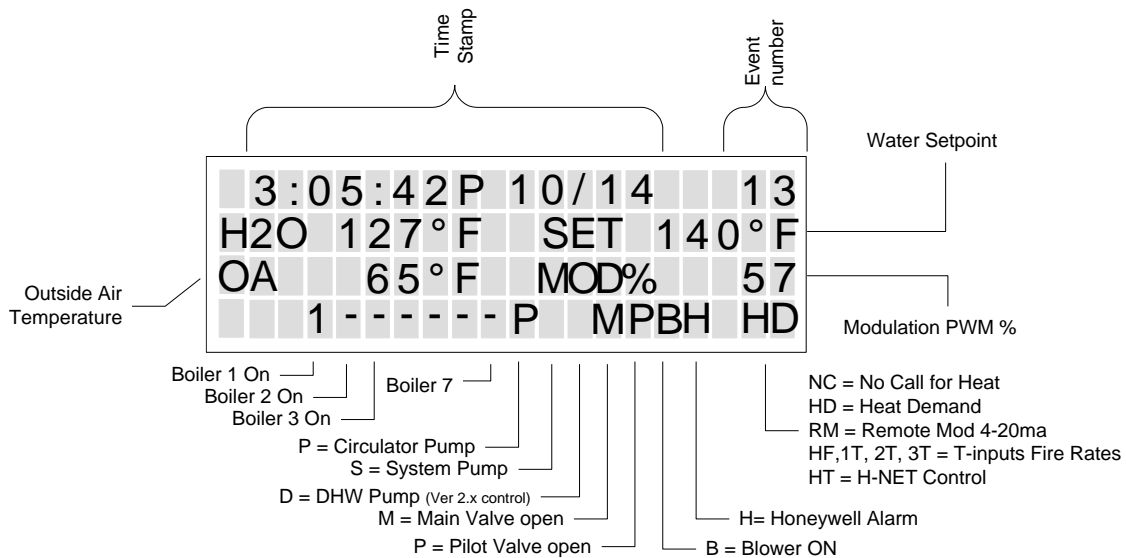 Time
Stamp
Event
number
Water Setpoint
3:05:42P 10/14 13
H2O 127°F SET 140°F
OA 65°F MOD% 57
1------P MPBH HD
Outside Air
Temperature
Modulation PWM %
Boiler 1 On
Boiler 2 On
Boiler 3 On
Boiler 7
P = Circulator Pump
S = System Pump
D = DHW Pump (Ver 2.x control)
M = Main Valve open
P = Pilot Valve open
NC = No Call for Heat
HD = Heat Demand
RM = Remote Mod 4-20ma
HF,1T, 2T, 3T = T-inputs Fire Rates
HT = H-NET Control
H= Honeywell Alarm
B = Blower ON